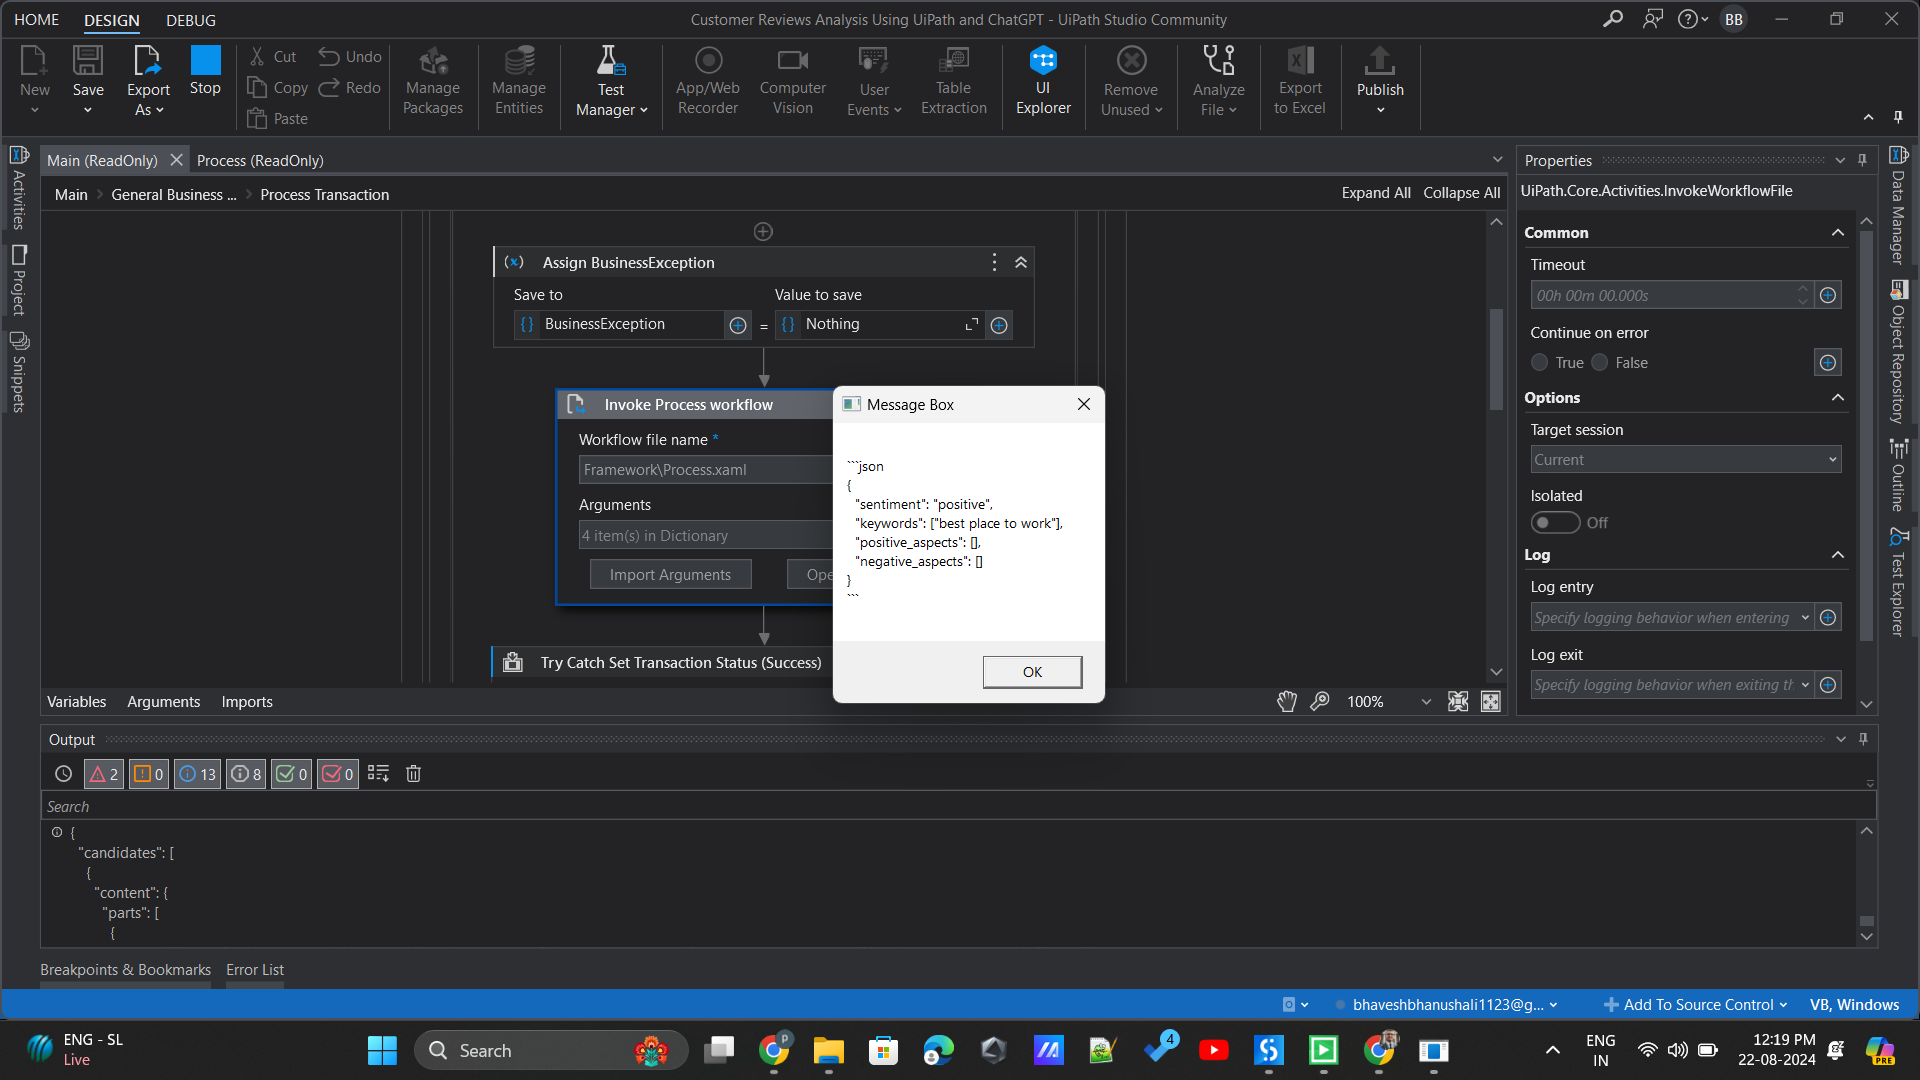 HOME DESIGN DEBUG
Customer Reviews Analysis Using UiPath and ChatGPT - UiPath Studio Community
BB
New
Save
Export As
Stop
Cut
Copy
Paste
Undo
Redo
Manage Packages
Manage Entities
Test Manager
App/Web Recorder
Computer Vision
User Events
Table Extraction
UI Explorer
Remove Unused
Analyze File
Export to Excel
Publish
Activities
Project
Snippets
Main (ReadOnly)
Process (ReadOnly)
Main > General Business ... > Process Transaction
Expand All Collapse All
(x) Assign BusinessException
Save to
Value to save
{} BusinessException = {} Nothing
Invoke Process workflow
Workflow file name *
Framework\Process.xaml
Arguments
4 item(s) in Dictionary
Import Arguments
Ope
Try Catch Set Transaction Status (Success)
Message Box
```json
{
"sentiment": "positive",
"keywords": ["best place to work"],
"positive_aspects": [],
"negative_aspects": []
}
```
OK
Variables Arguments Imports
100%
Properties
UiPath.Core.Activities.InvokeWorkflowFile
Common
Timeout
00h 00m 00.000s
Continue on error
True False
Options
Target session
Current
Isolated
Off
Log
Log entry
Specify logging behavior when entering
Log exit
Specify logging behavior when exiting th
Data Manager
Object Repository
Outline
Test Explorer
Output
2 0 13 8 0 0
Search
{
"candidates": [
{
"content": {
"parts": [
{
Breakpoints & Bookmarks Error List
bhaveshbhanushali1123@g...
Add To Source Control
VB, Windows
ENG - SL
Live
Search
P
4
ENG
IN
12:19 PM
22-08-2024
PRE